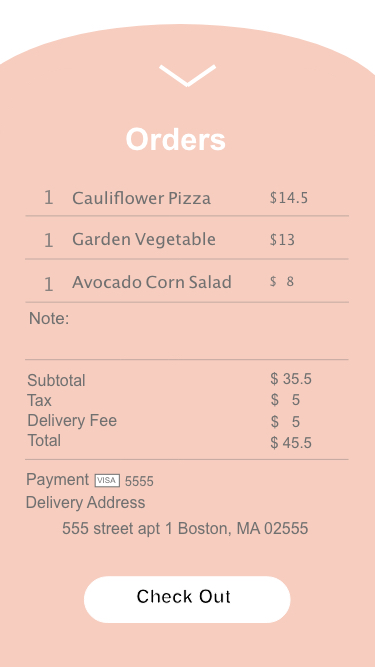 Orders
1 Cauliflower Pizza $14.5
1 Garden Vegetable $13
1 Avocado Corn Salad $ 8
Note:
Subtotal $ 35.5
Tax $ 5
Delivery Fee $ 5
Total $ 45.5
Payment VISA 5555
Delivery Address
555 street apt 1 Boston, MA 02555
Check Out